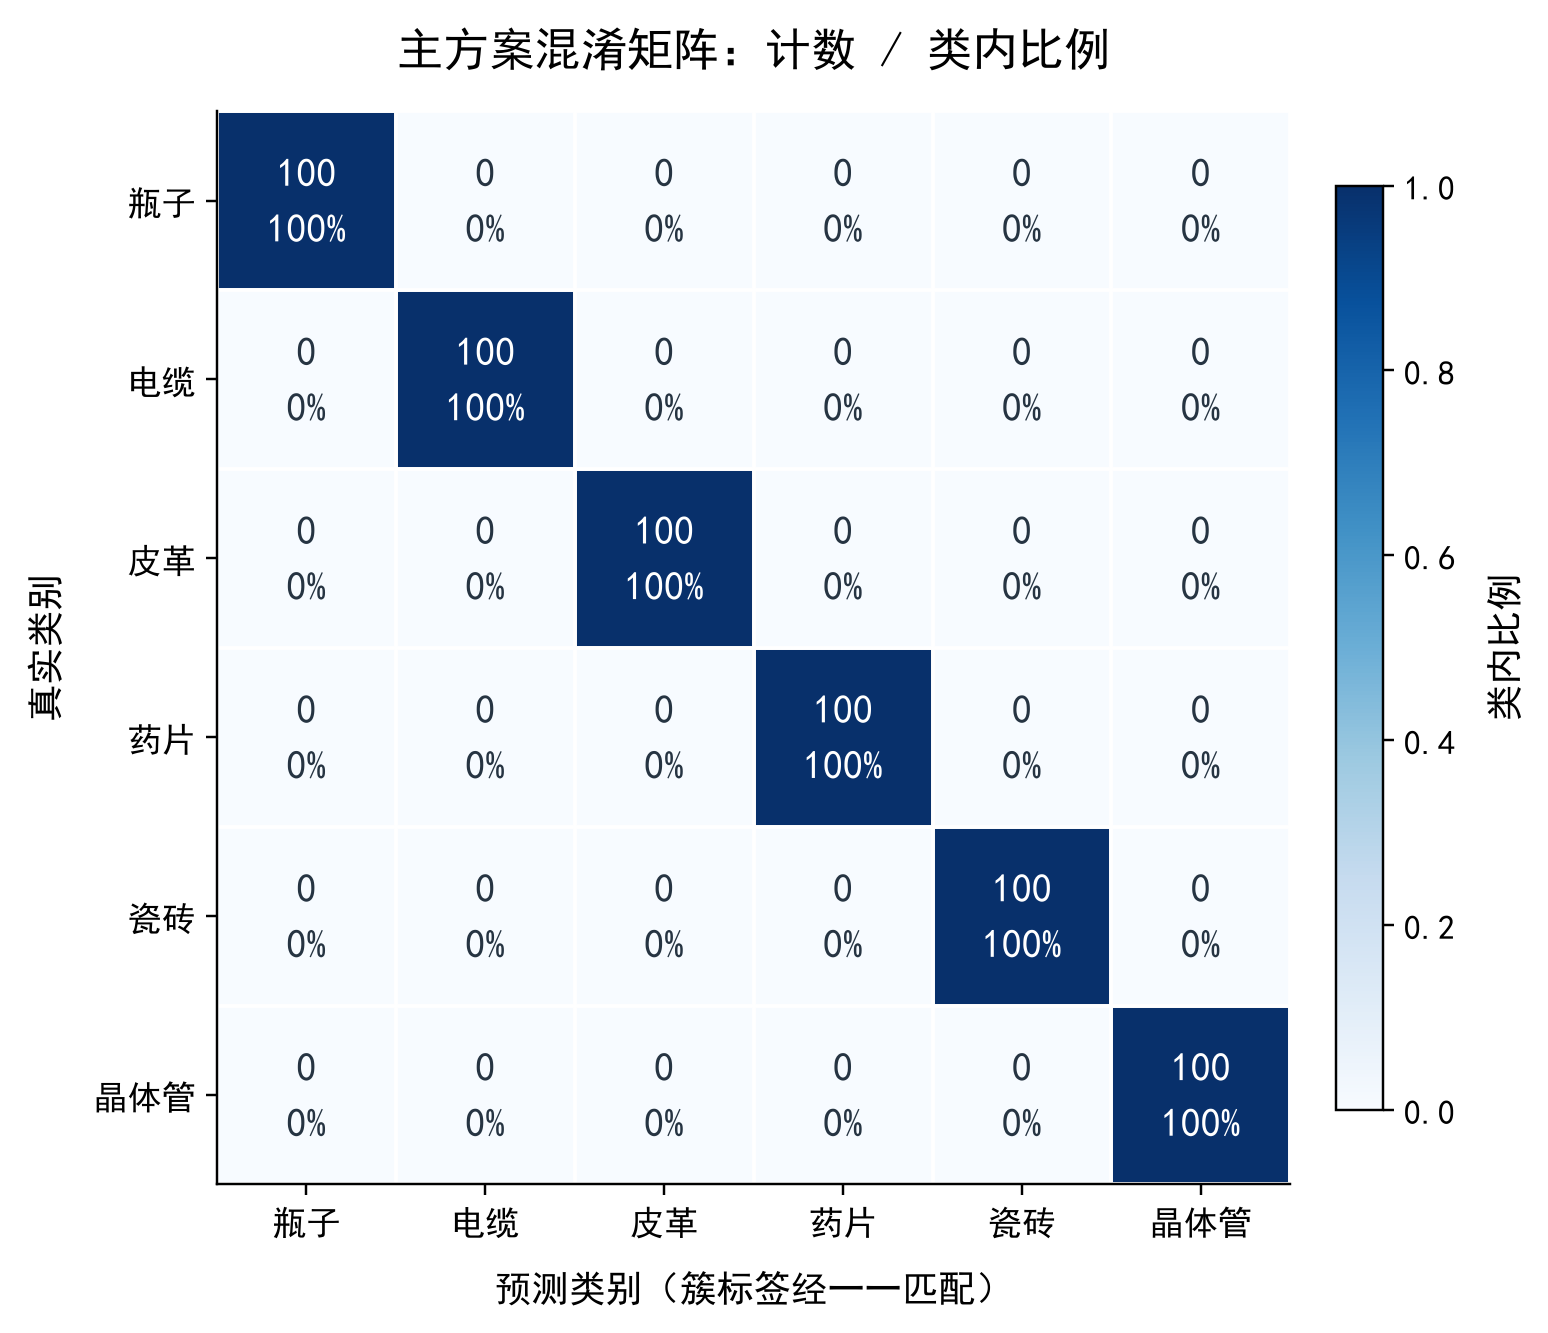 主方案混淆矩阵：计数 / 类内比例
瓶子
100 0 0 0 0 0
100% 0% 0% 0% 0% 0%
电缆
0 100 0 0 0 0
0% 100% 0% 0% 0% 0%
皮革
0 0 100 0 0 0
0% 0% 100% 0% 0% 0%
药片
0 0 0 100 0 0
0% 0% 0% 100% 0% 0%
瓷砖
0 0 0 0 100 0
0% 0% 0% 0% 100% 0%
晶体管
0 0 0 0 0 100
0% 0% 0% 0% 0% 100%
瓶子 电缆 皮革 药片 瓷砖 晶体管
预测类别（簇标签经一一匹配）
真实类别
1.0
0.8
0.6
0.4
0.2
0.0
类内比例